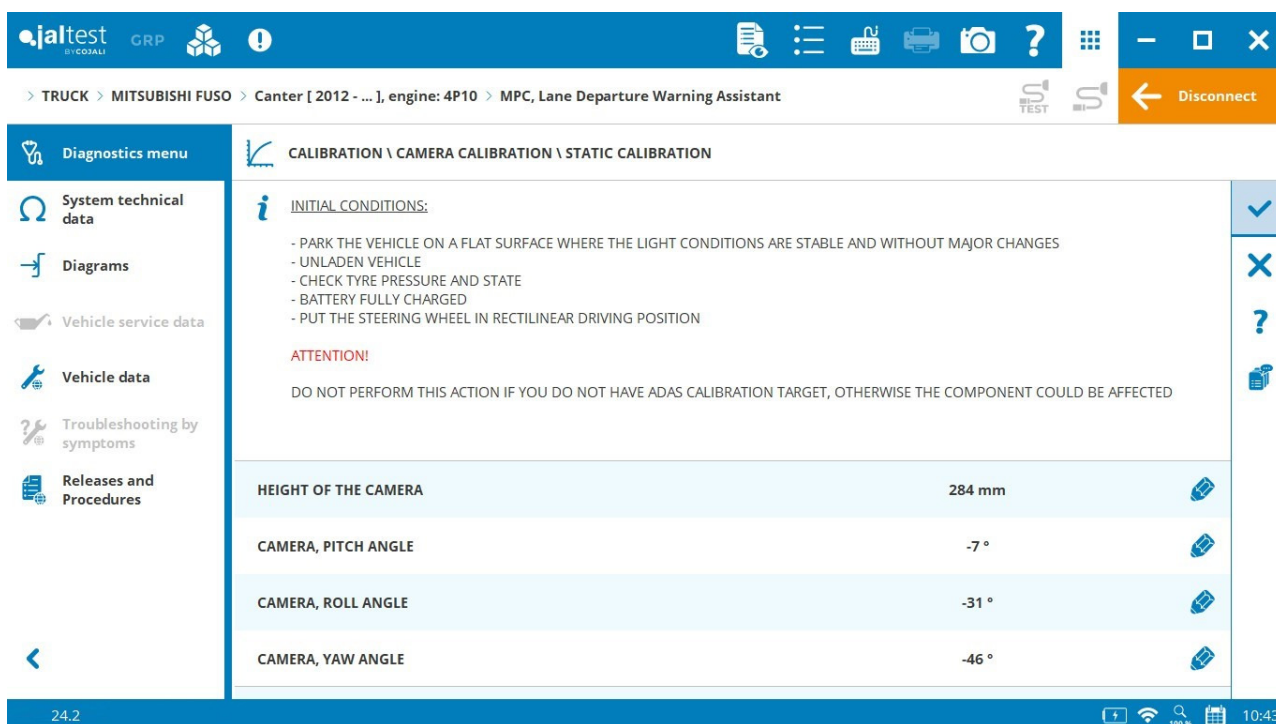 jaltest
BY COJALI
GRP
> TRUCK > MITSUBISHI FUSO > Canter [ 2012 - ... ], engine: 4P10 > MPC, Lane Departure Warning Assistant
TEST
Disconnect
Diagnostics menu
CALIBRATION \ CAMERA CALIBRATION \ STATIC CALIBRATION
System technical
data
Diagrams
Vehicle service data
Vehicle data
Troubleshooting by
symptoms
Releases and
Procedures
i INITIAL CONDITIONS:
- PARK THE VEHICLE ON A FLAT SURFACE WHERE THE LIGHT CONDITIONS ARE STABLE AND WITHOUT MAJOR CHANGES
- UNLADEN VEHICLE
- CHECK TYRE PRESSURE AND STATE
- BATTERY FULLY CHARGED
- PUT THE STEERING WHEEL IN RECTILINEAR DRIVING POSITION
ATTENTION!
DO NOT PERFORM THIS ACTION IF YOU DO NOT HAVE ADAS CALIBRATION TARGET, OTHERWISE THE COMPONENT COULD BE AFFECTED
HEIGHT OF THE CAMERA 284 mm
CAMERA, PITCH ANGLE -7 °
CAMERA, ROLL ANGLE -31 °
CAMERA, YAW ANGLE -46 °
24.2
100 %
10:43